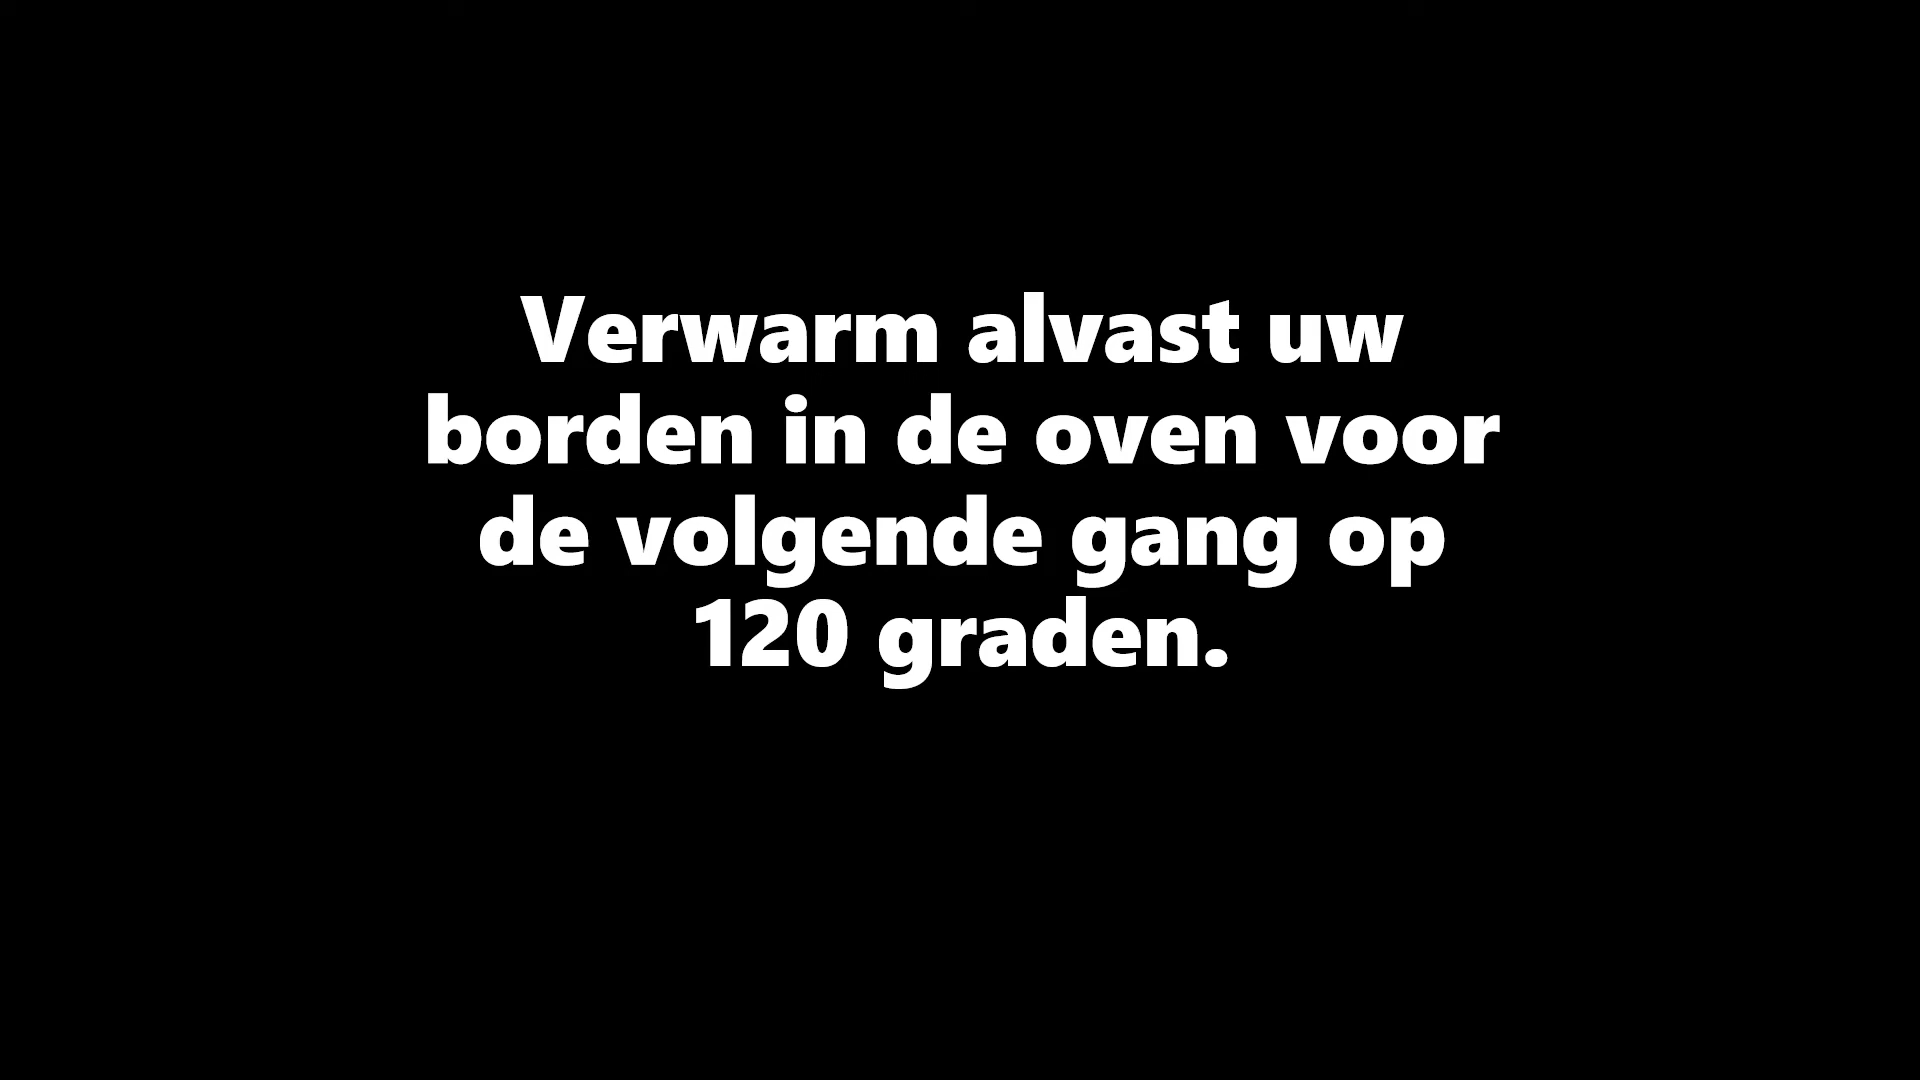 Verwarm alvast uw
borden in de oven voor
de volgende gang op
120 graden.